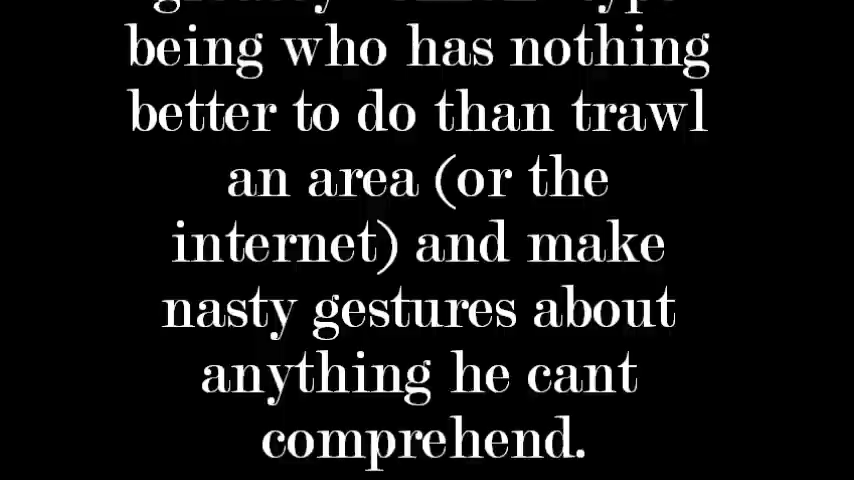 being who has nothing
better to do than trawl
an area (or the
internet) and make
nasty gestures about
anything he cant
comprehend.